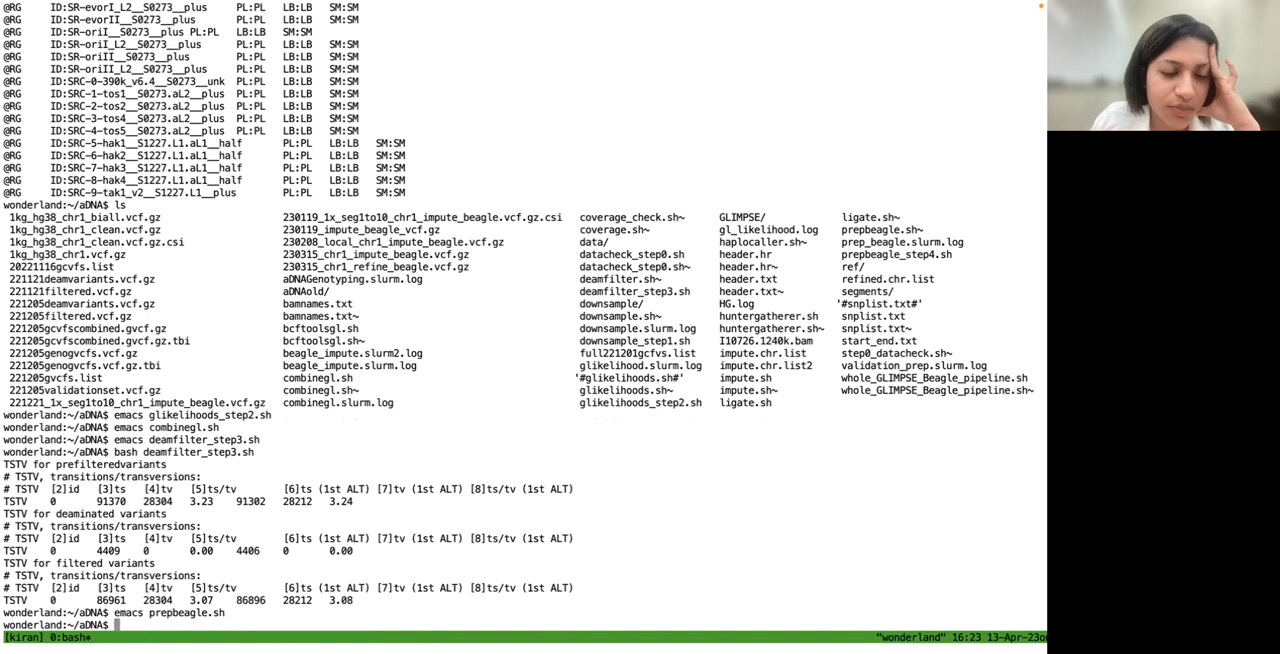 @RG ID:SR-evorI_L2__S0273__plus PL:PL LB:LB SM:SM
@RG ID:SR-evorII__S0273__plus PL:PL LB:LB SM:SM
@RG ID:SR-oriI__S0273__plus PL:PL LB:LB SM:SM
@RG ID:SR-oriI_L2__S0273__plus PL:PL LB:LB SM:SM
@RG ID:SR-oriII__S0273__plus PL:PL LB:LB SM:SM
@RG ID:SR-oriII_L2__S0273__plus PL:PL LB:LB SM:SM
@RG ID:SRC-0-390k_v6.4__S0273__unk PL:PL LB:LB SM:SM
@RG ID:SRC-1-tos1__S0273.aL2__plus PL:PL LB:LB SM:SM
@RG ID:SRC-2-tos2__S0273.aL2__plus PL:PL LB:LB SM:SM
@RG ID:SRC-3-tos4__S0273.aL2__plus PL:PL LB:LB SM:SM
@RG ID:SRC-4-tos5__S0273.aL2__plus PL:PL LB:LB SM:SM
@RG ID:SRC-5-hak1__S1227.L1.aL1__half PL:PL LB:LB SM:SM
@RG ID:SRC-6-hak2__S1227.L1.aL1__half PL:PL LB:LB SM:SM
@RG ID:SRC-7-hak3__S1227.L1.aL1__half PL:PL LB:LB SM:SM
@RG ID:SRC-8-hak4__S1227.L1.aL1__half PL:PL LB:LB SM:SM
@RG ID:SRC-9-tak1_v2__S1227.L1__plus PL:PL LB:LB SM:SM
wonderland:~/aDNA$ ls
1kg_hg38_chr1_biall.vcf.gz 230119_1x_seg1to10_chr1_impute_beagle.vcf.gz.csi coverage_check.sh~ GLIMPSE/ ligate.sh~
1kg_hg38_chr1_clean.vcf.gz 230119_impute_beagle_vcf.gz coverage.sh~ gl_likelihood.log prepbeagle.sh~
1kg_hg38_chr1_clean.vcf.gz.csi 230208_local_chr1_impute_beagle.vcf.gz data/ haplocaller.sh~ prep_beagle.slurm.log
1kg_hg38_chr1.vcf.gz 230315_chr1_impute_beagle.vcf.gz datacheck_step0.sh header.hr prepbeagle_step4.sh
20221116gcvfs.list 230315_chr1_refine_beagle.vcf.gz datacheck_step0.sh~ header.hr~ ref/
221121deamvariants.vcf.gz aDNAGenotyping.slurm.log deamfilter.sh~ header.txt refined.chr.list
221121filtered.vcf.gz aDNAold/ deamfilter_step3.sh header.txt~ segments/
221205deamvariants.vcf.gz bamnames.txt downsample/ HG.log '#snplist.txt#'
221205filtered.vcf.gz bamnames.txt~ downsample.sh~ huntergatherer.sh snplist.txt
221205gcvfscombined.gvcf.gz bcftoolsgl.sh downsample.slurm.log huntergatherer.sh~ snplist.txt~
221205gcvfscombined.gvcf.gz.tbi bcftoolsgl.sh~ downsample_step1.sh I10726.1240k.bam start_end.txt
221205genogvcfs.vcf.gz beagle_impute.slurm2.log full221201gcfvs.list impute.chr.list step0_datacheck.sh~
221205genogvcfs.vcf.gz.tbi beagle_impute.slurm.log glikelihood.slurm.log impute.chr.list2 validation_prep.slurm.log
221205gvcfs.list combinegl.sh '#glikelihoods.sh#' impute.sh whole_GLIMPSE_Beagle_pipeline.sh
221205validationset.vcf.gz combinegl.sh~ glikelihoods.sh~ impute.sh~ whole_GLIMPSE_Beagle_pipeline.sh~
221221_1x_seg1to10_chr1_impute_beagle.vcf.gz combinegl.slurm.log glikelihoods_step2.sh ligate.sh
wonderland:~/aDNA$ emacs glikelihoods_step2.sh
wonderland:~/aDNA$ emacs combinegl.sh
wonderland:~/aDNA$ emacs deamfilter_step3.sh
wonderland:~/aDNA$ bash deamfilter_step3.sh
TSTV for prefilteredvariants
# TSTV, transitions/transversions:
# TSTV [2]id [3]ts [4]tv [5]ts/tv [6]ts (1st ALT) [7]tv (1st ALT) [8]ts/tv (1st ALT)
TSTV 0 91370 28304 3.23 91302 28212 3.24
TSTV for deaminated variants
# TSTV, transitions/transversions:
# TSTV [2]id [3]ts [4]tv [5]ts/tv [6]ts (1st ALT) [7]tv (1st ALT) [8]ts/tv (1st ALT)
TSTV 0 4409 0 0.00 4406 0 0.00
TSTV for filtered variants
# TSTV, transitions/transversions:
# TSTV [2]id [3]ts [4]tv [5]ts/tv [6]ts (1st ALT) [7]tv (1st ALT) [8]ts/tv (1st ALT)
TSTV 0 86961 28304 3.07 86896 28212 3.08
wonderland:~/aDNA$ emacs prepbeagle.sh
wonderland:~/aDNA$
[kiran] 0:bash* "wonderland" 16:23 13-Apr-23